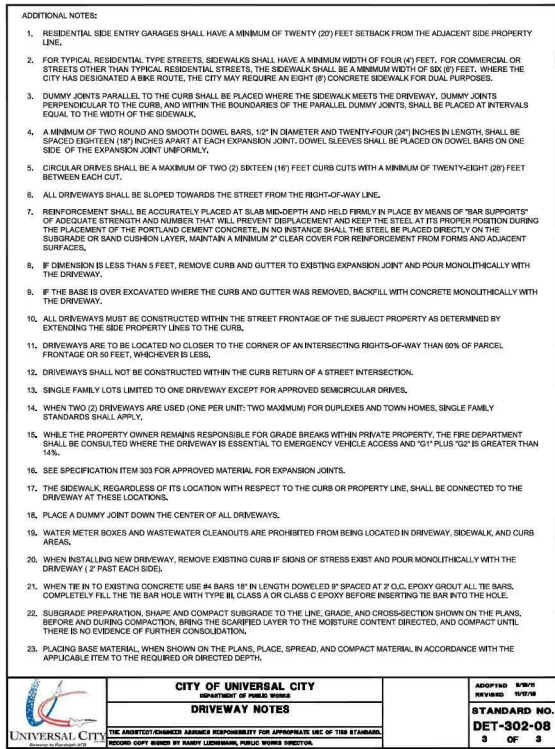 ADDITIONAL NOTES:
1. RESIDENTIAL SIDE ENTRY GARAGES SHALL HAVE A MINIMUM OF TWENTY (20') FEET SETBACK FROM THE ADJACENT SIDE PROPERTY
LINE.
2. FOR TYPICAL RESIDENTIAL TYPE STREETS, SIDEWALKS SHALL HAVE A MINIMUM WIDTH OF FOUR (4') FEET. FOR COMMERCIAL OR
STREETS OTHER THAN TYPICAL RESIDENTIAL STREETS, THE SIDEWALK SHALL BE A MINIMUM WIDTH OF SIX (6') FEET. WHERE THE
CITY HAS DESIGNATED A BIKE ROUTE, THE CITY MAY REQUIRE AN EIGHT (8') CONCRETE SIDEWALK FOR DUAL PURPOSES.
3. DUMMY JOINTS PARALLEL TO THE CURB SHALL BE PLACED WHERE THE SIDEWALK MEETS THE DRIVEWAY. DUMMY JOINTS
PERPENDICULAR TO THE CURB, AND WITHIN THE BOUNDARIES OF THE PARALLEL DUMMY JOINTS, SHALL BE PLACED AT INTERVALS
EQUAL TO THE WIDTH OF THE SIDEWALK.
4. A MINIMUM OF TWO ROUND AND SMOOTH DOWEL BARS, 1/2" IN DIAMETER AND TWENTY-FOUR (24") INCHES IN LENGTH, SHALL BE
SPACED EIGHTEEN (18") INCHES APART AT EACH EXPANSION JOINT. DOWEL SLEEVES SHALL BE PLACED ON DOWEL BARS ON ONE
SIDE OF THE EXPANSION JOINT UNIFORMLY.
5. CIRCULAR DRIVES SHALL BE A MAXIMUM OF TWO (2) SIXTEEN (16') FEET CURB CUTS WITH A MINIMUM OF TWENTY-EIGHT (28') FEET
BETWEEN EACH CUT.
6. ALL DRIVEWAYS SHALL BE SLOPED TOWARDS THE STREET FROM THE RIGHT-OF-WAY LINE.
7. REINFORCEMENT SHALL BE ACCURATELY PLACED AT SLAB MID-DEPTH AND HELD FIRMLY IN PLACE BY MEANS OF "BAR SUPPORTS"
OF ADEQUATE STRENGTH AND NUMBER THAT WILL PREVENT DISPLACEMENT AND KEEP THE STEEL AT ITS PROPER POSITION DURING
THE PLACEMENT OF THE PORTLAND CEMENT CONCRETE. IN NO INSTANCE SHALL THE STEEL BE PLACED DIRECTLY ON THE
SUBGRADE OR SAND CUSHION LAYER. MAINTAIN A MINIMUM 2" CLEAR COVER FOR REINFORCEMENT FROM FORMS AND ADJACENT
SURFACES.
8. IF DIMENSION IS LESS THAN 5 FEET, REMOVE CURB AND GUTTER TO EXISTING EXPANSION JOINT AND POUR MONOLITHICALLY WITH
THE DRIVEWAY.
9. IF THE BASE IS OVER EXCAVATED WHERE THE CURB AND GUTTER WAS REMOVED, BACKFILL WITH CONCRETE MONOLITHICALLY WITH
THE DRIVEWAY.
10. ALL DRIVEWAYS MUST BE CONSTRUCTED WITHIN THE STREET FRONTAGE OF THE SUBJECT PROPERTY AS DETERMINED BY
EXTENDING THE SIDE PROPERTY LINES TO THE CURB.
11. DRIVEWAYS ARE TO BE LOCATED NO CLOSER TO THE CORNER OF AN INTERSECTING RIGHTS-OF-WAY THAN 60% OF PARCEL
FRONTAGE OR 50 FEET, WHICHEVER IS LESS.
12. DRIVEWAYS SHALL NOT BE CONSTRUCTED WITHIN THE CURB RETURN OF A STREET INTERSECTION.
13. SINGLE FAMILY LOTS LIMITED TO ONE DRIVEWAY EXCEPT FOR APPROVED SEMICIRCULAR DRIVES.
14. WHEN TWO (2) DRIVEWAYS ARE USED (ONE PER UNIT: TWO MAXIMUM) FOR DUPLEXES AND TOWN HOMES, SINGLE FAMILY
STANDARDS SHALL APPLY.
15. WHILE THE PROPERTY OWNER REMAINS RESPONSIBLE FOR GRADE BREAKS WITHIN PRIVATE PROPERTY, THE FIRE DEPARTMENT
SHALL BE CONSULTED WHERE THE DRIVEWAY IS ESSENTIAL TO EMERGENCY VEHICLE ACCESS AND "G1" PLUS "G2" IS GREATER THAN
14%.
16. SEE SPECIFICATION ITEM 303 FOR APPROVED MATERIAL FOR EXPANSION JOINTS.
17. THE SIDEWALK, REGARDLESS OF ITS LOCATION WITH RESPECT TO THE CURB OR PROPERTY LINE, SHALL BE CONNECTED TO THE
DRIVEWAY AT THESE LOCATIONS.
18. PLACE A DUMMY JOINT DOWN THE CENTER OF ALL DRIVEWAYS.
19. WATER METER BOXES AND WASTEWATER CLEANOUTS ARE PROHIBITED FROM BEING LOCATED IN DRIVEWAY, SIDEWALK, AND CURB
AREAS.
20. WHEN INSTALLING NEW DRIVEWAY, REMOVE EXISTING CURB IF SIGNS OF STRESS EXIST AND POUR MONOLITHICALLY WITH THE
DRIVEWAY ( 2' PAST EACH SIDE).
21. WHEN TIE IN TO EXISTING CONCRETE USE #4 BARS 18" IN LENGTH DOWELED 9" SPACED AT 2' O.C. EPOXY GROUT ALL TIE BARS.
COMPLETELY FILL THE TIE BAR HOLE WITH TYPE III, CLASS A OR CLASS C EPOXY BEFORE INSERTING TIE BAR INTO THE HOLE.
22. SUBGRADE PREPARATION, SHAPE AND COMPACT SUBGRADE TO THE LINE, GRADE, AND CROSS-SECTION SHOWN ON THE PLANS.
BEFORE AND DURING COMPACTION, BRING THE SCARIFIED LAYER TO THE MOISTURE CONTENT DIRECTED, AND COMPACT UNTIL
THERE IS NO EVIDENCE OF FURTHER CONSOLIDATION.
23. PLACING BASE MATERIAL, WHEN SHOWN ON THE PLANS, PLACE, SPREAD, AND COMPACT MATERIAL IN ACCORDANCE WITH THE
APPLICABLE ITEM TO THE REQUIRED OR DIRECTED DEPTH.
UNIVERSAL CITY
Gateway to Randolph AFB
CITY OF UNIVERSAL CITY
DEPARTMENT OF PUBLIC WORKS
DRIVEWAY NOTES
THE ARCHITECT/ENGINEER ASSUMES RESPONSIBILITY FOR APPROPRIATE USE OF THIS STANDARD.
RECORD COPY SIGNED BY RANDY LUENSMANN, PUBLIC WORKS DIRECTOR.
ADOPTED
REVISED
STANDARD NO.
DET-302-08
3 OF 3